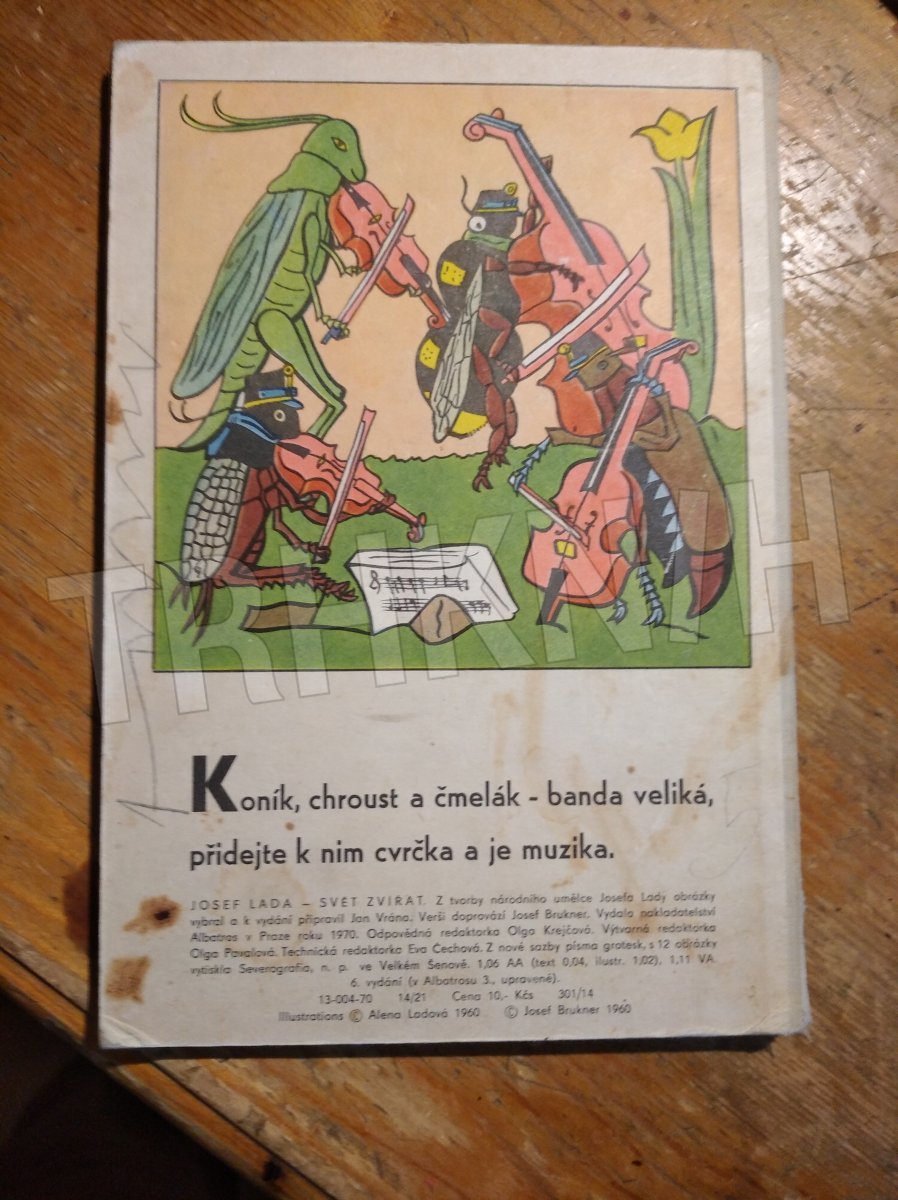 TRHKNIH
Koník, chroust a čmelák - banda veliká,
přidejte k nim cvrčka a je muzika.
JOSEF LADA – SVĚT ZVÍŘAT. Z tvorby národního umělce Josefa Lady obrázky
vybral a k vydání připravil Jan Vrána. Verši doprovází Josef Brukner. Vydalo nakladatelství
Albatros v Praze roku 1970. Odpovědná redaktorka Olga Krejčová. Výtvarná redaktorka
Olga Pavalová. Technická redaktorka Eva Čechová. Z nové sazby písma grotesk, s 12 obrázky
vytiskla Severografia, n. p. ve Velkém Šenově. 1,06 AA (text 0,04, ilustr. 1,02), 1,11 VA.
6. vydání (v Albatrosu 3., upravené).
13-004-70 14/21 Cena 10,- Kčs 301/14
Illustrations © Alena Ladová 1960 © Josef Brukner 1960